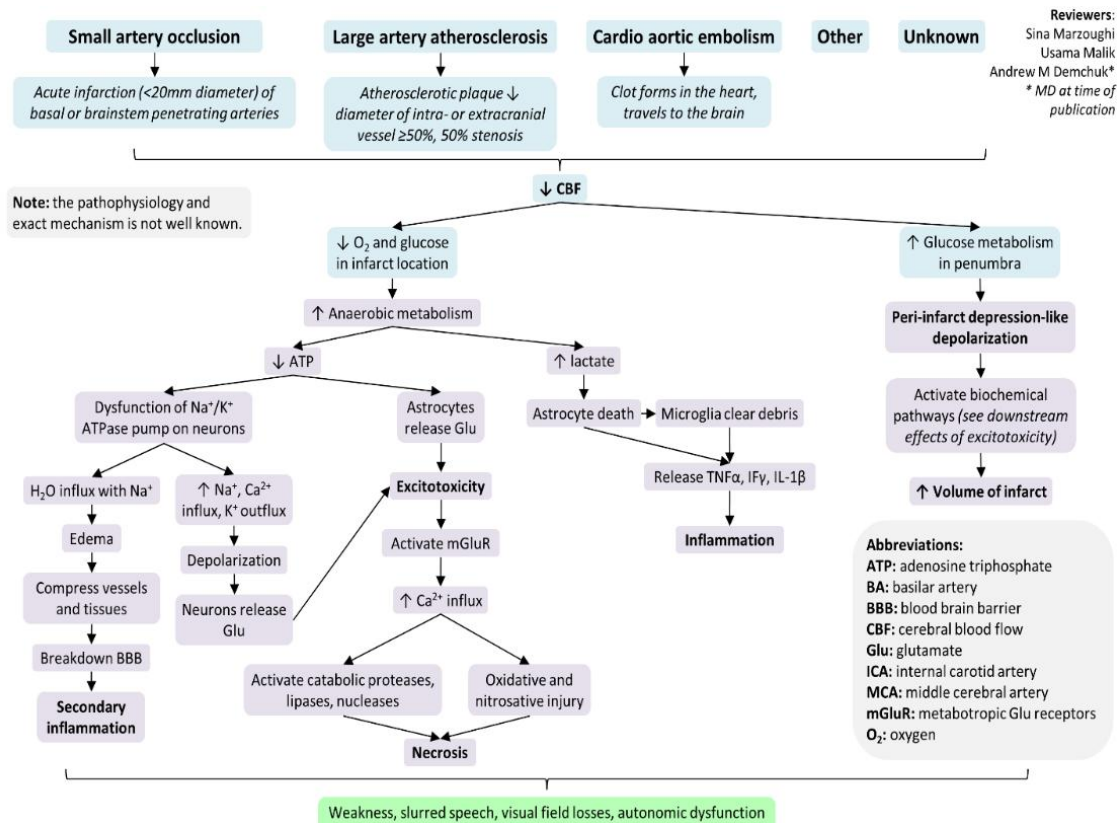 Small artery occlusion
Large artery atherosclerosis
Cardio aortic embolism
Other
Unknown
Reviewers:
Sina Marzoughi
Usama Malik
Andrew M Demchuk*
* MD at time of
publication
Acute infarction (<20mm diameter) of
basal or brainstem penetrating arteries
Atherosclerotic plaque ↓
diameter of intra- or extracranial
vessel ≥50%, 50% stenosis
Clot forms in the heart,
travels to the brain
Note: the pathophysiology and
exact mechanism is not well known.
↓ CBF
↓ O₂ and glucose
in infarct location
↑ Glucose metabolism
in penumbra
↑ Anaerobic metabolism
Peri-infarct depression-like
depolarization
↓ ATP
↑ lactate
Activate biochemical
pathways (see downstream
effects of excitotoxicity)
↑ Volume of infarct
Dysfunction of Na⁺/K⁺
ATPase pump on neurons
Astrocytes
release Glu
Astrocyte death
Microglia clear debris
H₂O influx with Na⁺
↑ Na⁺, Ca²⁺
influx, K⁺ outflux
Excitotoxicity
Release TNFα, IFγ, IL-1β
Edema
Depolarization
Activate mGluR
Inflammation
Compress vessels
and tissues
Neurons release
Glu
↑ Ca²⁺ influx
Breakdown BBB
Activate catabolic proteases,
lipases, nucleases
Oxidative and
nitrosative injury
Secondary
inflammation
Necrosis
Abbreviations:
ATP: adenosine triphosphate
BA: basilar artery
BBB: blood brain barrier
CBF: cerebral blood flow
Glu: glutamate
ICA: internal carotid artery
MCA: middle cerebral artery
mGluR: metabotropic Glu receptors
O₂: oxygen
Weakness, slurred speech, visual field losses, autonomic dysfunction